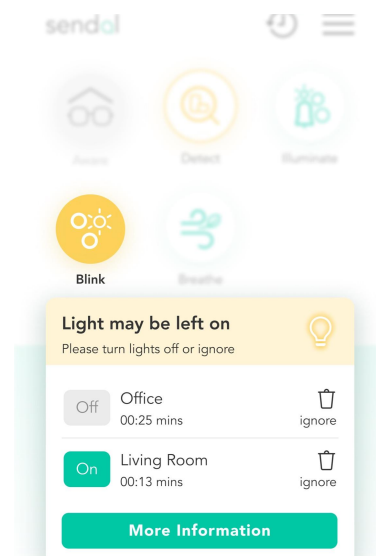 sendal
Aware
Detect
Illuminate
Blink
Breathe
Light may be left on
Please turn lights off or ignore
Off
Office
00:25 mins
ignore
On
Living Room
00:13 mins
ignore
More Information